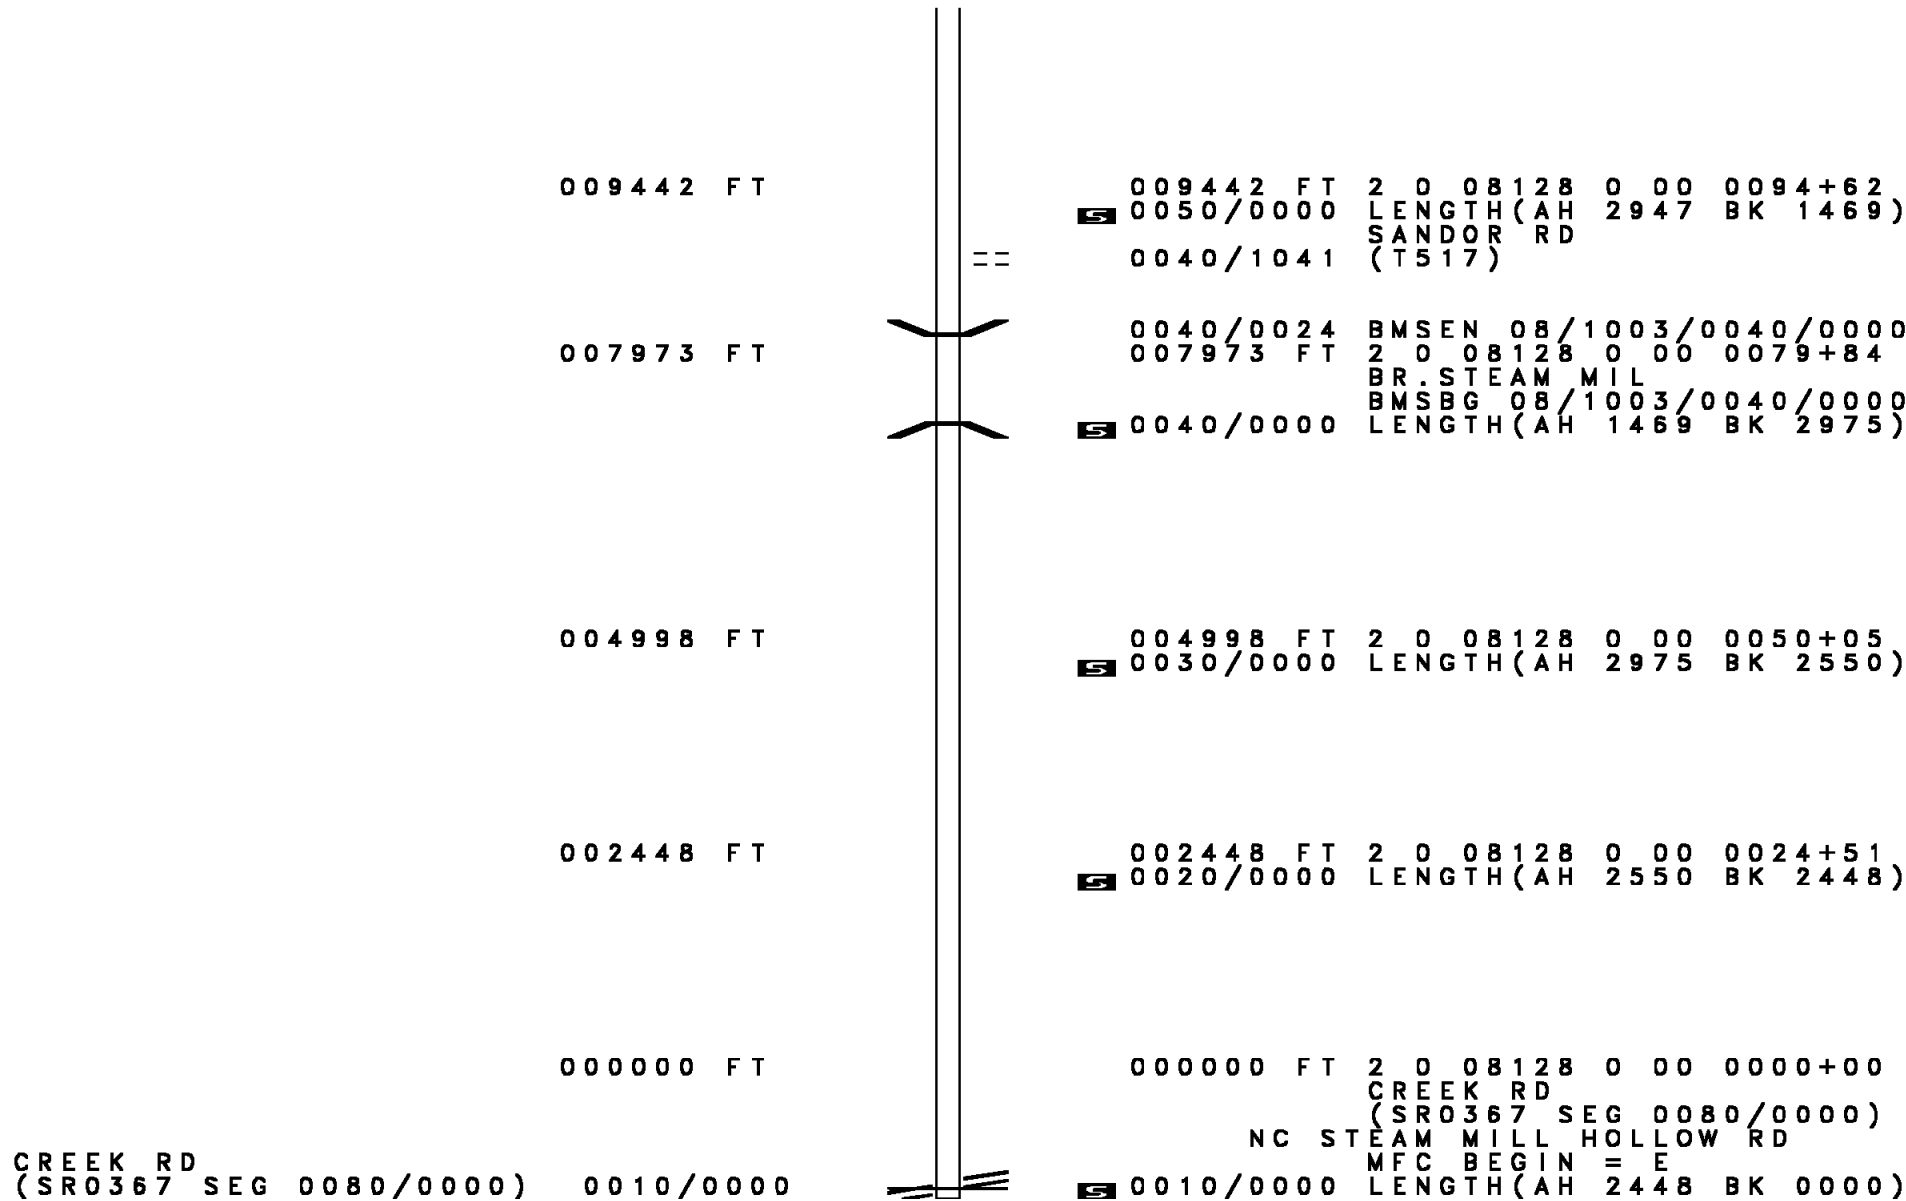 009442 FT 009442 FT 2 0 08128 0 00 0094+62
S 0050/0000 LENGTH(AH 2947 BK 1469)
SANDOR RD
0040/1041 (T517)
0040/0024 BMSEN 08/1003/0040/0000
007973 FT 007973 FT 2 0 08128 0 00 0079+84
BR.STEAM MIL
BMSBG 08/1003/0040/0000
S 0040/0000 LENGTH(AH 1469 BK 2975)
004998 FT 004998 FT 2 0 08128 0 00 0050+05
S 0030/0000 LENGTH(AH 2975 BK 2550)
002448 FT 002448 FT 2 0 08128 0 00 0024+51
S 0020/0000 LENGTH(AH 2550 BK 2448)
000000 FT 000000 FT 2 0 08128 0 00 0000+00
CREEK RD
(SR0367 SEG 0080/0000)
NC STEAM MILL HOLLOW RD
CREEK RD MFC BEGIN = E
(SR0367 SEG 0080/0000) 0010/0000 S 0010/0000 LENGTH(AH 2448 BK 0000)